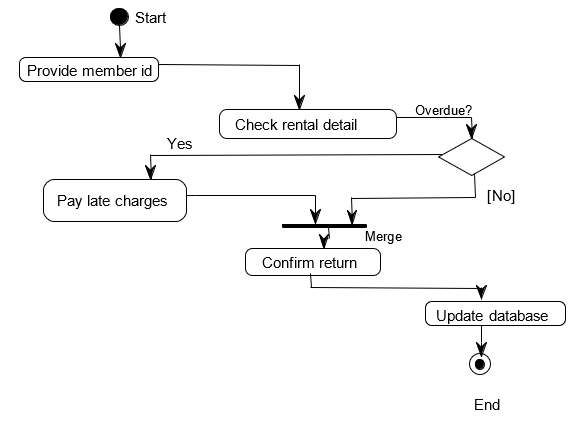 Start
Provide member id
Check rental detail
Overdue?
Yes
Pay late charges
[No]
Merge
Confirm return
Update database
End